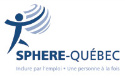 SPHERE-QUÉBEC
Inclure par l'emploi • Une personne à la fois